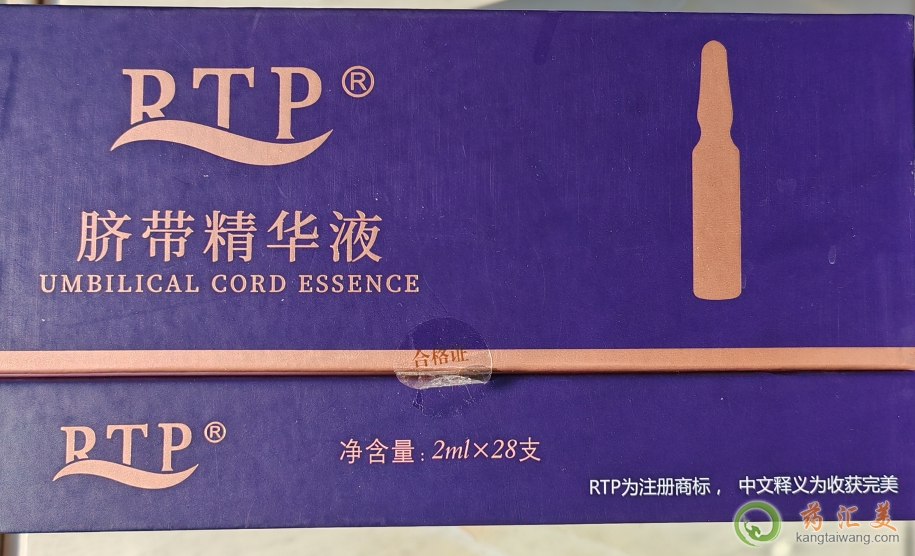 RTP®
脐带精华液
UMBILICAL CORD ESSENCE
合格证
RTP®
净含量：2ml×28支
RTP为注册商标， 中文释义为收获完美
药汇美
kangtaiwang.com